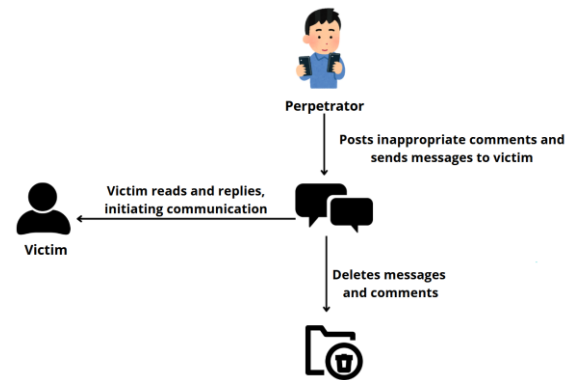 Perpetrator
Posts inappropriate comments and
sends messages to victim
Victim reads and replies,
initiating communication
Victim
Deletes messages
and comments